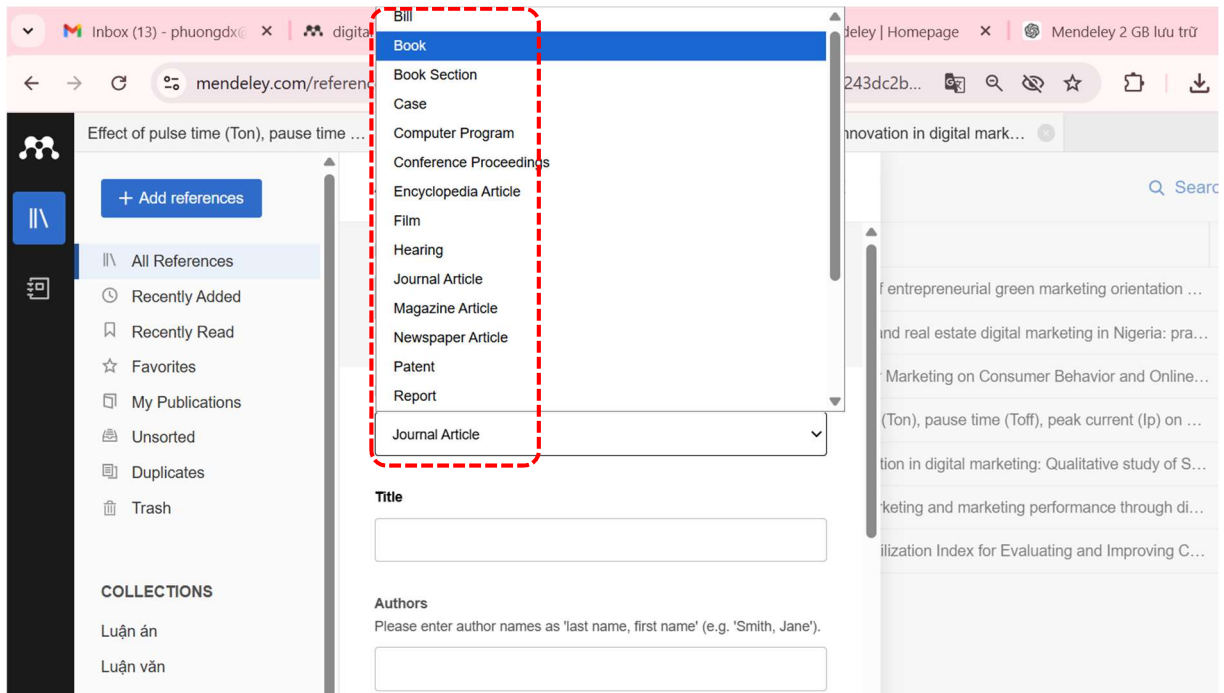 Inbox (13) - phuongdx@
digita
deley | Homepage
Mendeley 2 GB lưu trữ
mendeley.com/referenc
243dc2b...
Effect of pulse time (Ton), pause time ...
nnovation in digital mark...
Bill
Book
Book Section
Case
Computer Program
Conference Proceedings
Encyclopedia Article
Film
Hearing
Journal Article
Magazine Article
Newspaper Article
Patent
Report
Journal Article
Title
Authors
Please enter author names as 'last name, first name' (e.g. 'Smith, Jane').
+ Add references
All References
Recently Added
Recently Read
Favorites
My Publications
Unsorted
Duplicates
Trash
COLLECTIONS
Luận án
Luận văn
Searc
f entrepreneurial green marketing orientation ...
and real estate digital marketing in Nigeria: pra...
Marketing on Consumer Behavior and Online...
(Ton), pause time (Toff), peak current (Ip) on ...
tion in digital marketing: Qualitative study of S...
keting and marketing performance through di...
ilization Index for Evaluating and Improving C...